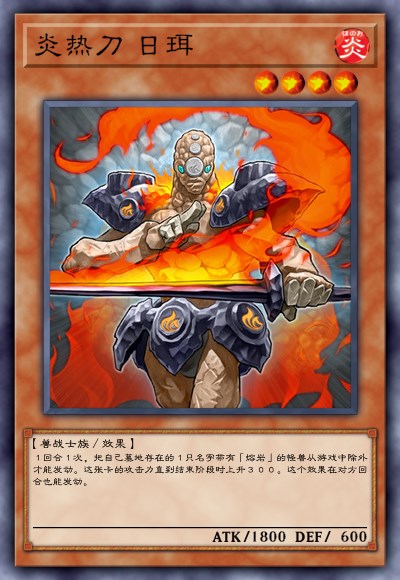 炎热刀 日珥
炎
ほのお
【兽战士族／效果】
１回合１次，把自己墓地存在的１只名字带有「熔岩」的怪兽从游戏中除外
才能发动。这张卡的攻击力直到结束阶段时上升３００。这个效果在对方回
合也能发动。
ATK/1800 DEF/ 600